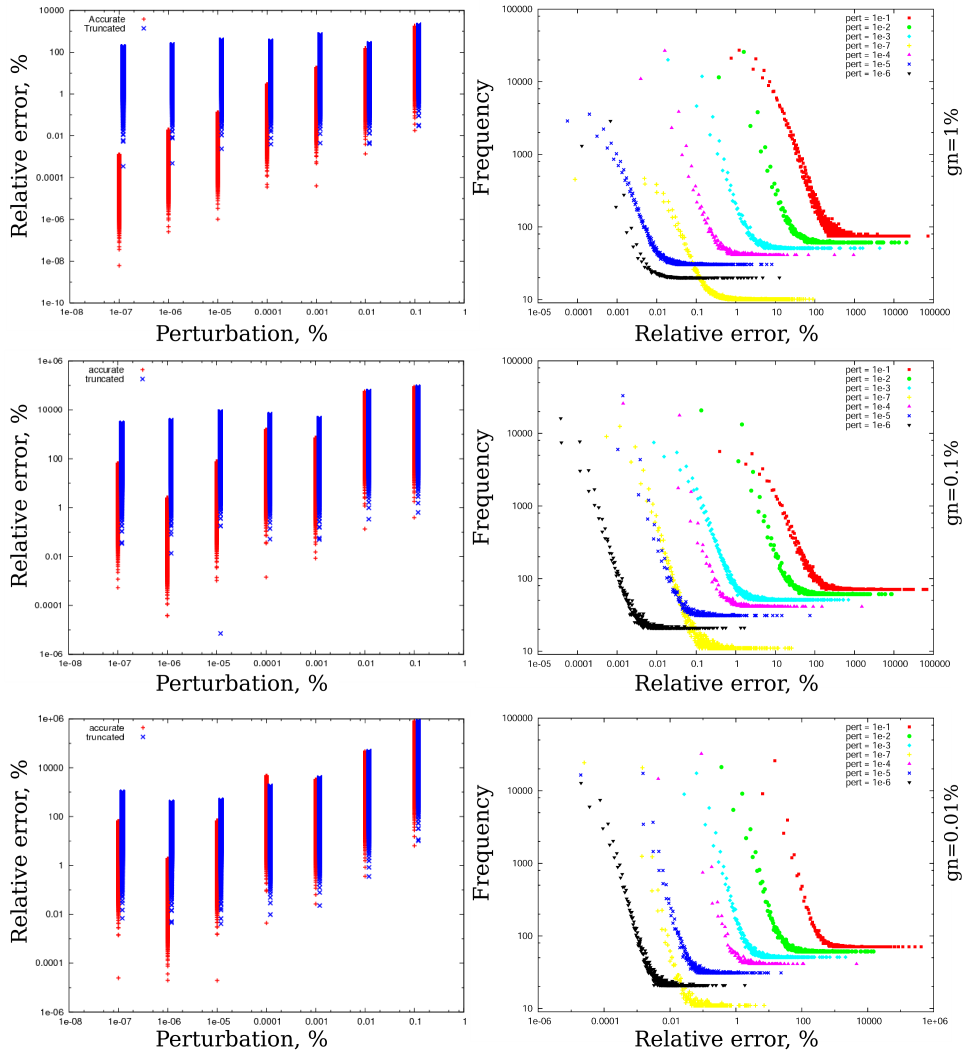 Accurate
Truncated
10000
100
1
0.01
0.0001
1e-06
1e-08
1e-10
1e-08
1e-07
1e-06
1e-05
0.0001
0.001
0.01
0.1
1
Relative error, %
Perturbation, %
pert = 1e-1
pert = 1e-2
pert = 1e-3
pert = 1e-7
pert = 1e-4
pert = 1e-5
pert = 1e-6
100000
10000
1000
100
10
1e-05
0.0001
0.001
0.01
0.1
1
10
100
1000
10000
100000
Frequency
Relative error, %
gn=1%
accurate
truncated
1e+06
10000
100
1
0.01
0.0001
1e-06
1e-08
1e-07
1e-06
1e-05
0.0001
0.001
0.01
0.1
1
Relative error, %
Perturbation, %
pert = 1e-1
pert = 1e-2
pert = 1e-3
pert = 1e-7
pert = 1e-4
pert = 1e-5
pert = 1e-6
100000
10000
1000
100
10
1e-05
0.0001
0.001
0.01
0.1
1
10
100
1000
10000
100000
Frequency
Relative error, %
gn=0.1%
accurate
truncated
1e+06
10000
100
1
0.01
0.0001
1e-06
1e-08
1e-07
1e-06
1e-05
0.0001
0.001
0.01
0.1
1
Relative error, %
Perturbation, %
pert = 1e-1
pert = 1e-2
pert = 1e-3
pert = 1e-7
pert = 1e-4
pert = 1e-5
pert = 1e-6
100000
10000
1000
100
10
1e-06
0.0001
0.01
1
100
10000
1e+06
Frequency
Relative error, %
gn=0.01%